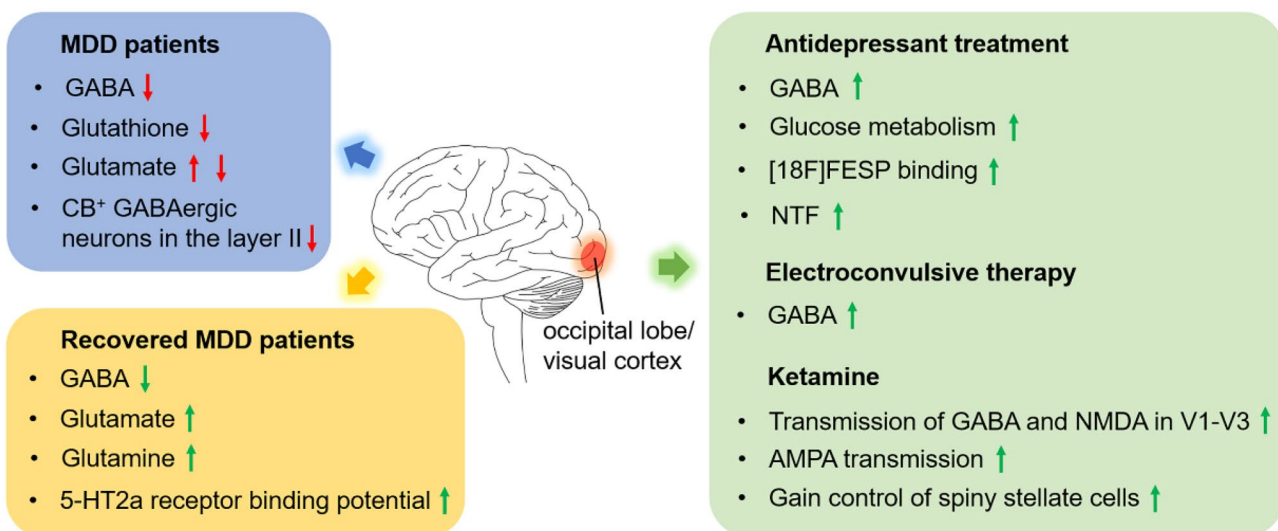 MDD patients
• GABA ↓
• Glutathione ↓
• Glutamate ↑ ↓
• CB⁺ GABAergic
neurons in the layer II ↓
Recovered MDD patients
• GABA ↓
• Glutamate ↑
• Glutamine ↑
• 5-HT2a receptor binding potential ↑
occipital lobe/
visual cortex
Antidepressant treatment
• GABA ↑
• Glucose metabolism ↑
• [18F]FESP binding ↑
• NTF ↑
Electroconvulsive therapy
• GABA ↑
Ketamine
• Transmission of GABA and NMDA in V1-V3 ↑
• AMPA transmission ↑
• Gain control of spiny stellate cells ↑